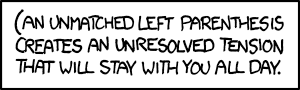 (AN UNMATCHED LEFT PARENTHESIS
CREATES AN UNRESOLVED TENSION
THAT WILL STAY WITH YOU ALL DAY.